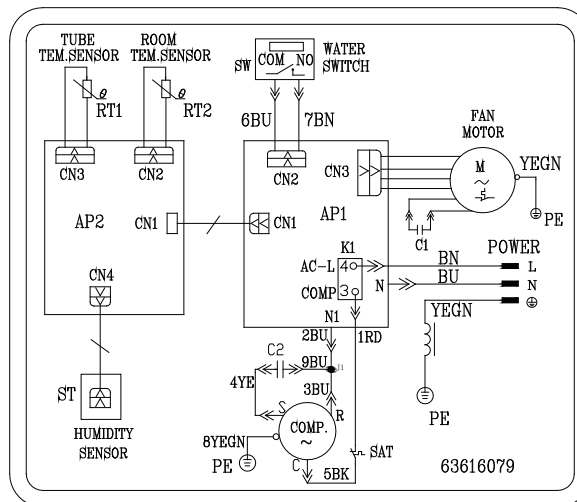 TUBE
TEM.SENSOR
ROOM
TEM.SENSOR
WATER
SWITCH
SW
COM NO
θ
RT1
θ
RT2
6BU
7BN
FAN
MOTOR
M
~
YEGN
PE
C1
CN3
CN2
CN2
CN3
AP2
CN1
CN1
AP1
K1
AC-L
4
COMP
3
N
BN
BU
POWER
L
N
YEGN
PE
CN4
N1
2BU
1RD
C2
9BU
J1
4YE
3BU
ST
HUMIDITY
SENSOR
S
R
COMP.
~
C
8YEGN
PE
5BK
SAT
63616079